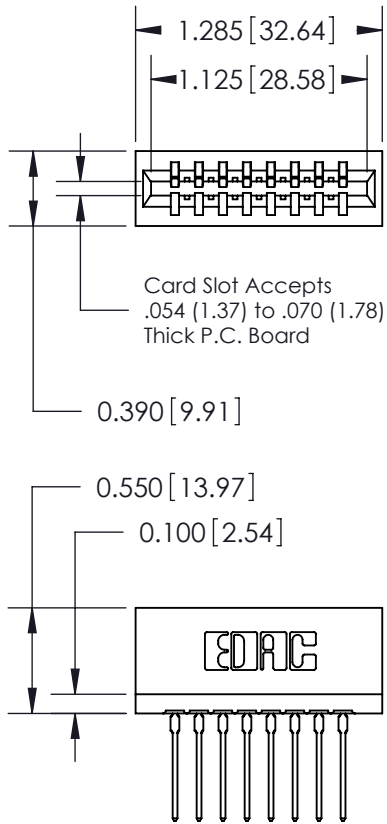 1.285 [32.64]
1.125 [28.58]
Card Slot Accepts
.054 (1.37) to .070 (1.78)
Thick P.C. Board
0.390 [9.91]
0.550 [13.97]
0.100 [2.54]
EDAC